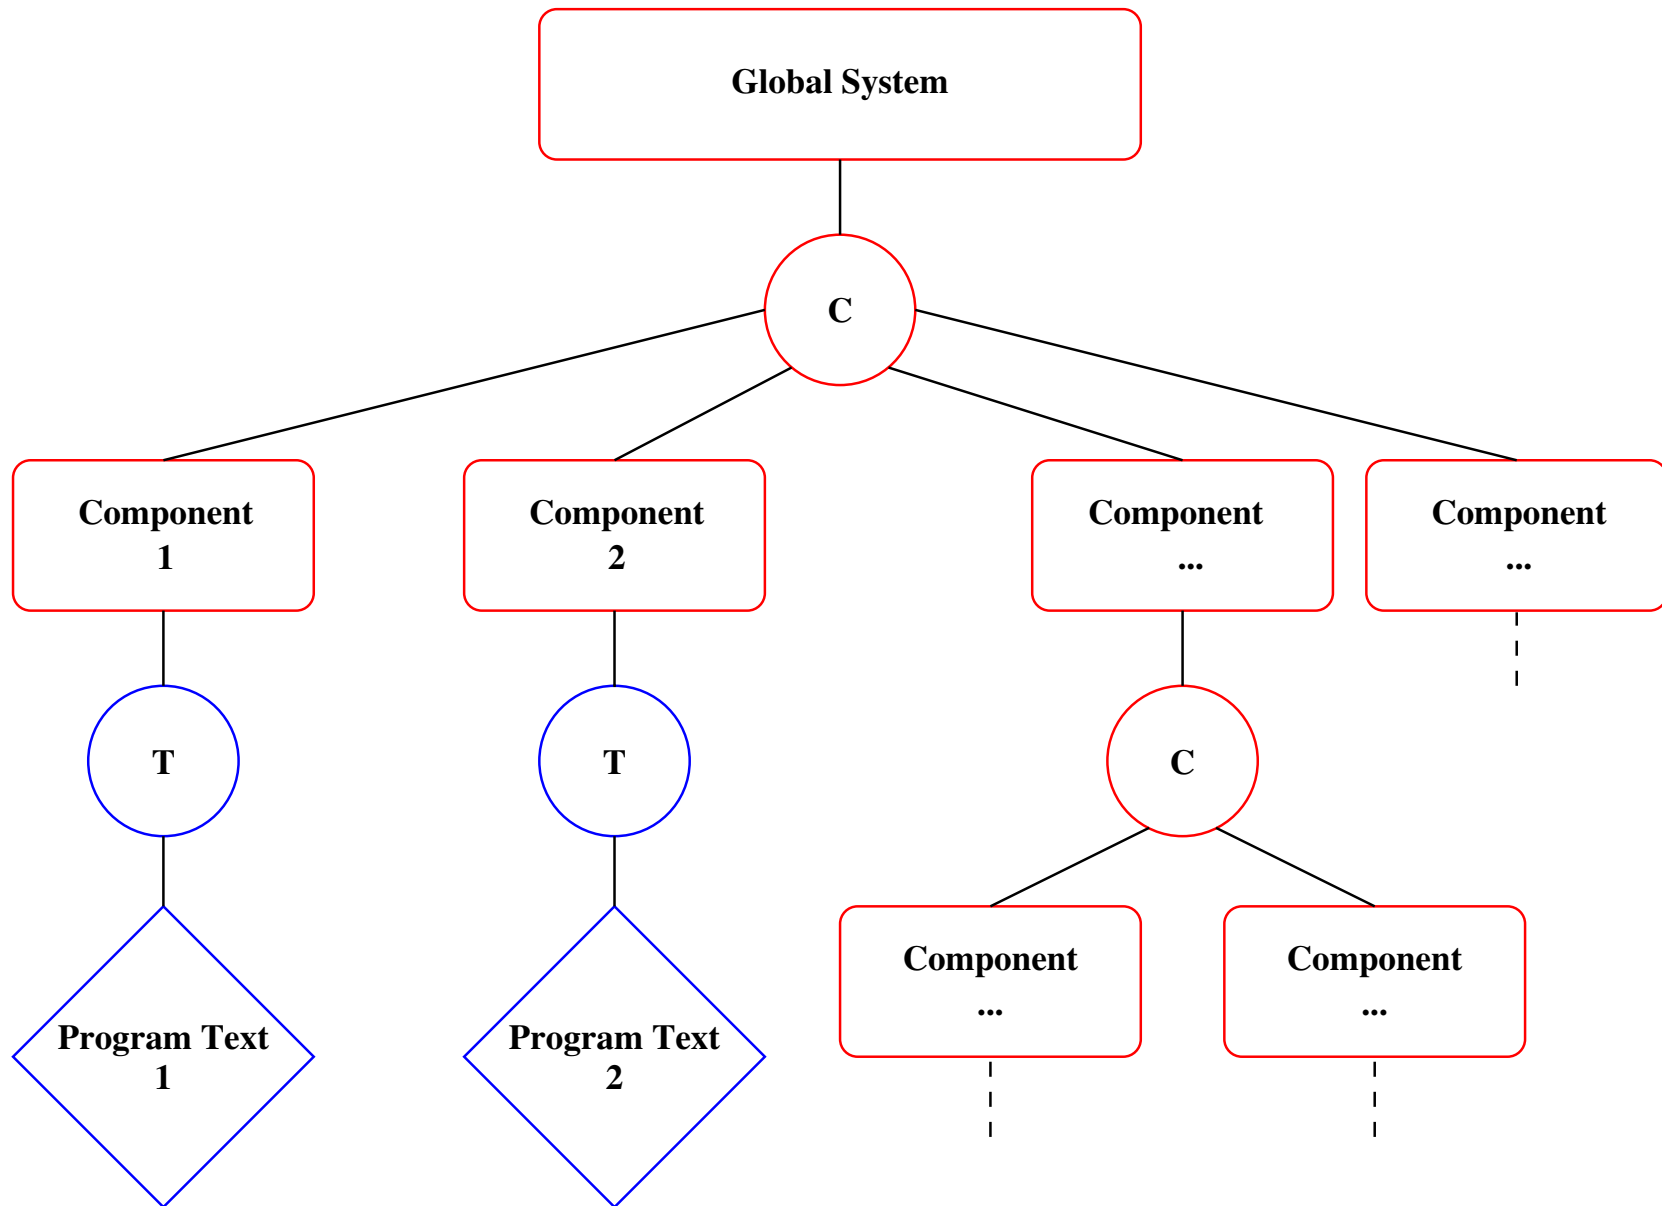 Global System
C
Component
1
Component
2
Component
...
Component
...
T
T
C
Component
...
Component
...
Program Text
1
Program Text
2